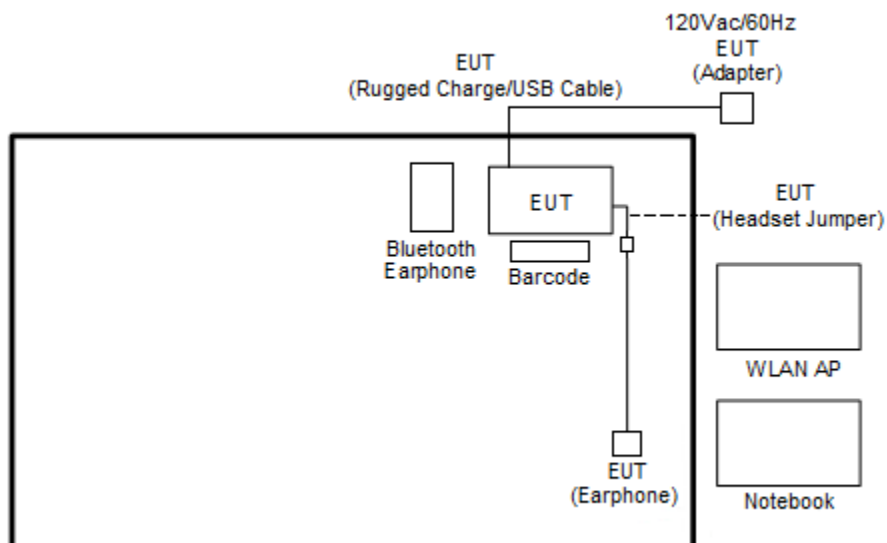 120Vac/60Hz
EUT
(Adapter)
EUT
(Rugged Charge/USB Cable)
EUT
EUT
(Headset Jumper)
Bluetooth
Earphone
Barcode
WLAN AP
EUT
(Earphone)
Notebook